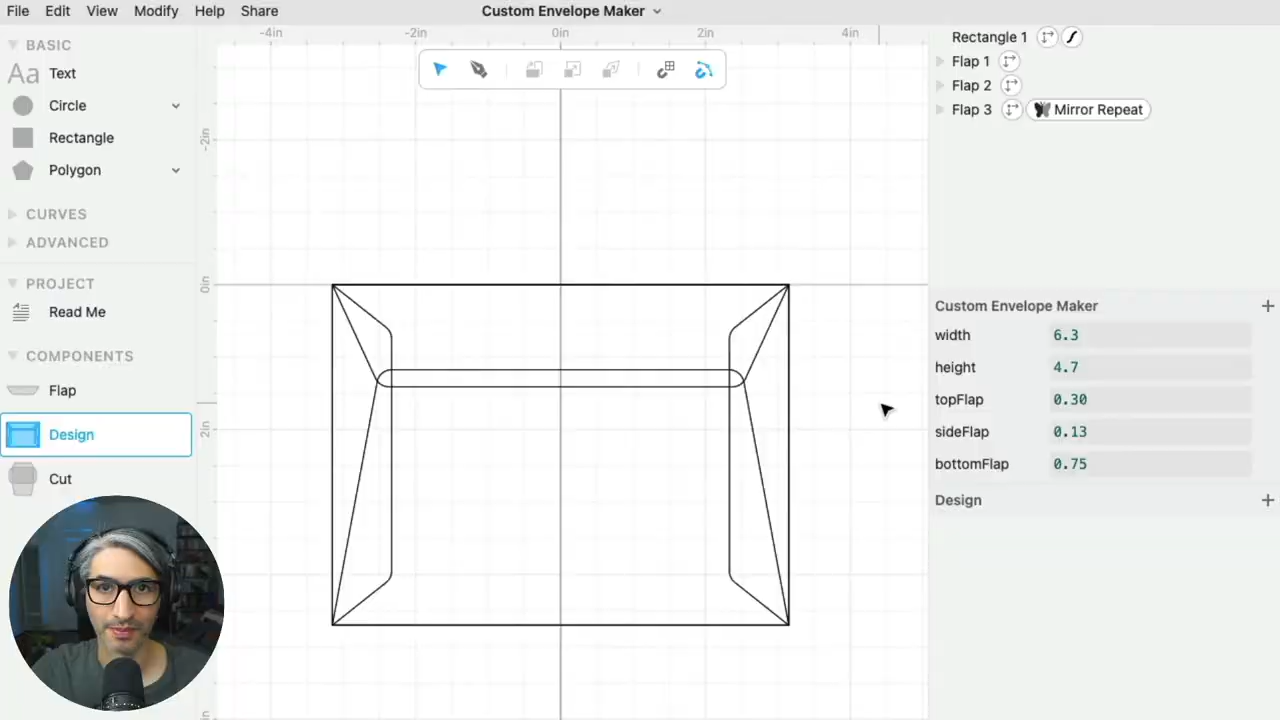 File Edit View Modify Help Share
Custom Envelope Maker
BASIC
Aa Text
Circle
Rectangle
Polygon
CURVES
ADVANCED
PROJECT
Read Me
COMPONENTS
Flap
Design
Cut
-4in -2in 0in 2in 4in
-2in
0in
2in
Rectangle 1
Flap 1
Flap 2
Flap 3 Mirror Repeat
Custom Envelope Maker
width 6.3
height 4.7
topFlap 0.30
sideFlap 0.13
bottomFlap 0.75
Design